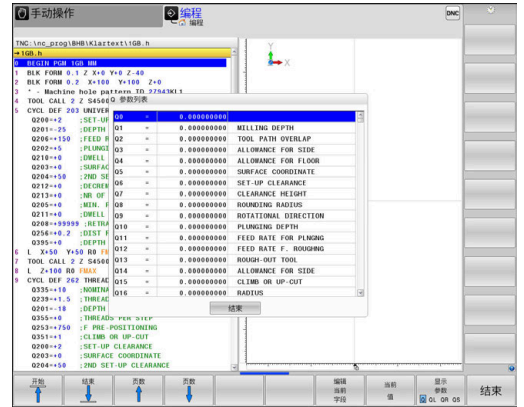 手动操作
编程
编程
DNC
TNC:\nc_prog\BHB\Klartext\1GB.h
→1GB.h
0 BEGIN PGM 1GB MM
1 BLK FORM 0.1 Z X+0 Y+0 Z-40
2 BLK FORM 0.2 X+100 Y+100 Z+0
3 * - Machine hole pattern ID 27943KL1
4 TOOL CALL 2 Z S4500
5 CYCL DEF 203 UNIVER
Q200=+2 ;SET-UP
Q201=-25 ;DEPTH
Q206=+150 ;FEED R
Q202=+5 ;PLUNGI
Q210=+0 ;DWELL
Q203=+0 ;SURFAC
Q204=+50 ;2ND SE
Q212=+0 ;DECREM
Q213=+0 ;NR OF
Q205=+0 ;MIN. P
Q211=+0 ;DWELL
Q208=+99999 ;RETRA
Q256=+0.2 ;DIST F
Q395=+0 ;DEPTH
6 L X+50 Y+50 R0 FM
7 TOOL CALL 2 Z S4500
8 L Z+100 R0 FMAX
9 CYCL DEF 262 THREAD
Q335=+10 ;NOMINA
Q239=+1.5 ;THREAD
Q201=-18 ;DEPTH
Q355=+0 ;THREADS PER STEP
Q253=+750 ;F PRE-POSITIONING
Q351=+1 ;CLIMB OR UP-CUT
Q200=+2 ;SET-UP CLEARANCE
Q203=+0 ;SURFACE COORDINATE
Q204=+50 ;2ND SET-UP CLEARANCE
Y
X
Q 参数列表
Q0 = 0.000000000
Q1 = 0.000000000 MILLING DEPTH
Q2 = 0.000000000 TOOL PATH OVERLAP
Q3 = 0.000000000 ALLOWANCE FOR SIDE
Q4 = 0.000000000 ALLOWANCE FOR FLOOR
Q5 = 0.000000000 SURFACE COORDINATE
Q6 = 0.000000000 SET-UP CLEARANCE
Q7 = 0.000000000 CLEARANCE HEIGHT
Q8 = 0.000000000 ROUNDING RADIUS
Q9 = 0.000000000 ROTATIONAL DIRECTION
Q10 = 0.000000000 PLUNGING DEPTH
Q11 = 0.000000000 FEED RATE FOR PLNGNG
Q12 = 0.000000000 FEED RATE F. ROUGHNG
Q13 = 0.000000000 ROUGH-OUT TOOL
Q14 = 0.000000000 ALLOWANCE FOR SIDE
Q15 = 0.000000000 CLIMB OR UP-CUT
Q16 = 0.000000000 RADIUS
结束
开始
结束
页数
页数
编辑
当前
字段
当前
值
显示
参数
Q QL QR QS
结束